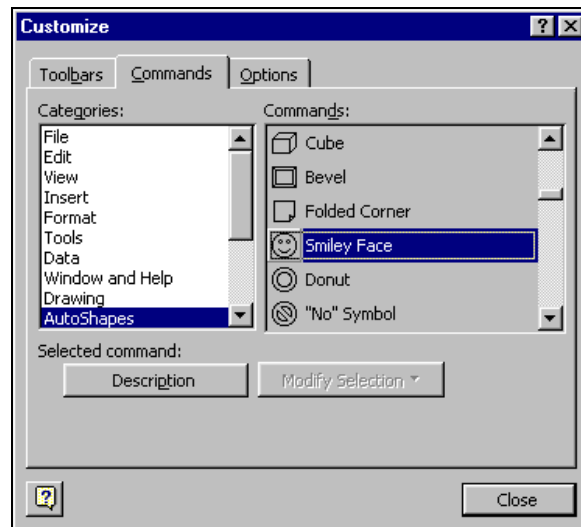 Customize
Toolbars
Commands
Options
Categories:
File
Edit
View
Insert
Format
Tools
Data
Window and Help
Drawing
AutoShapes
Commands:
Cube
Bevel
Folded Corner
Smiley Face
Donut
"No" Symbol
Selected command:
Description
Modify Selection
Close